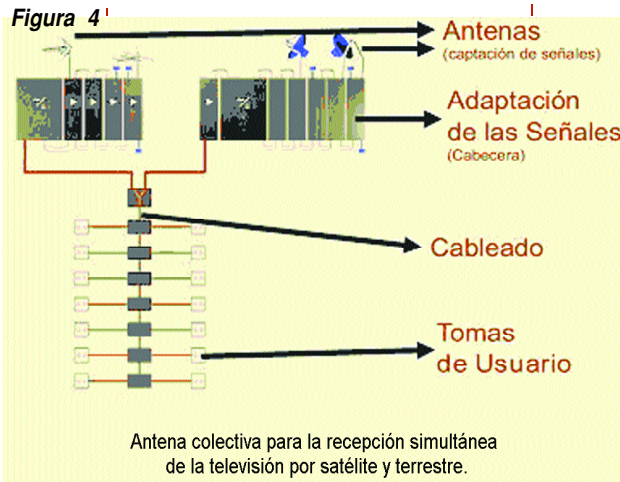 Figura 4
Antenas
(captación de señales)
Adaptación
de las Señales
(Cabecera)
Cableado
Tomas
de Usuario
Antena colectiva para la recepción simultánea
de la televisión por satélite y terrestre.